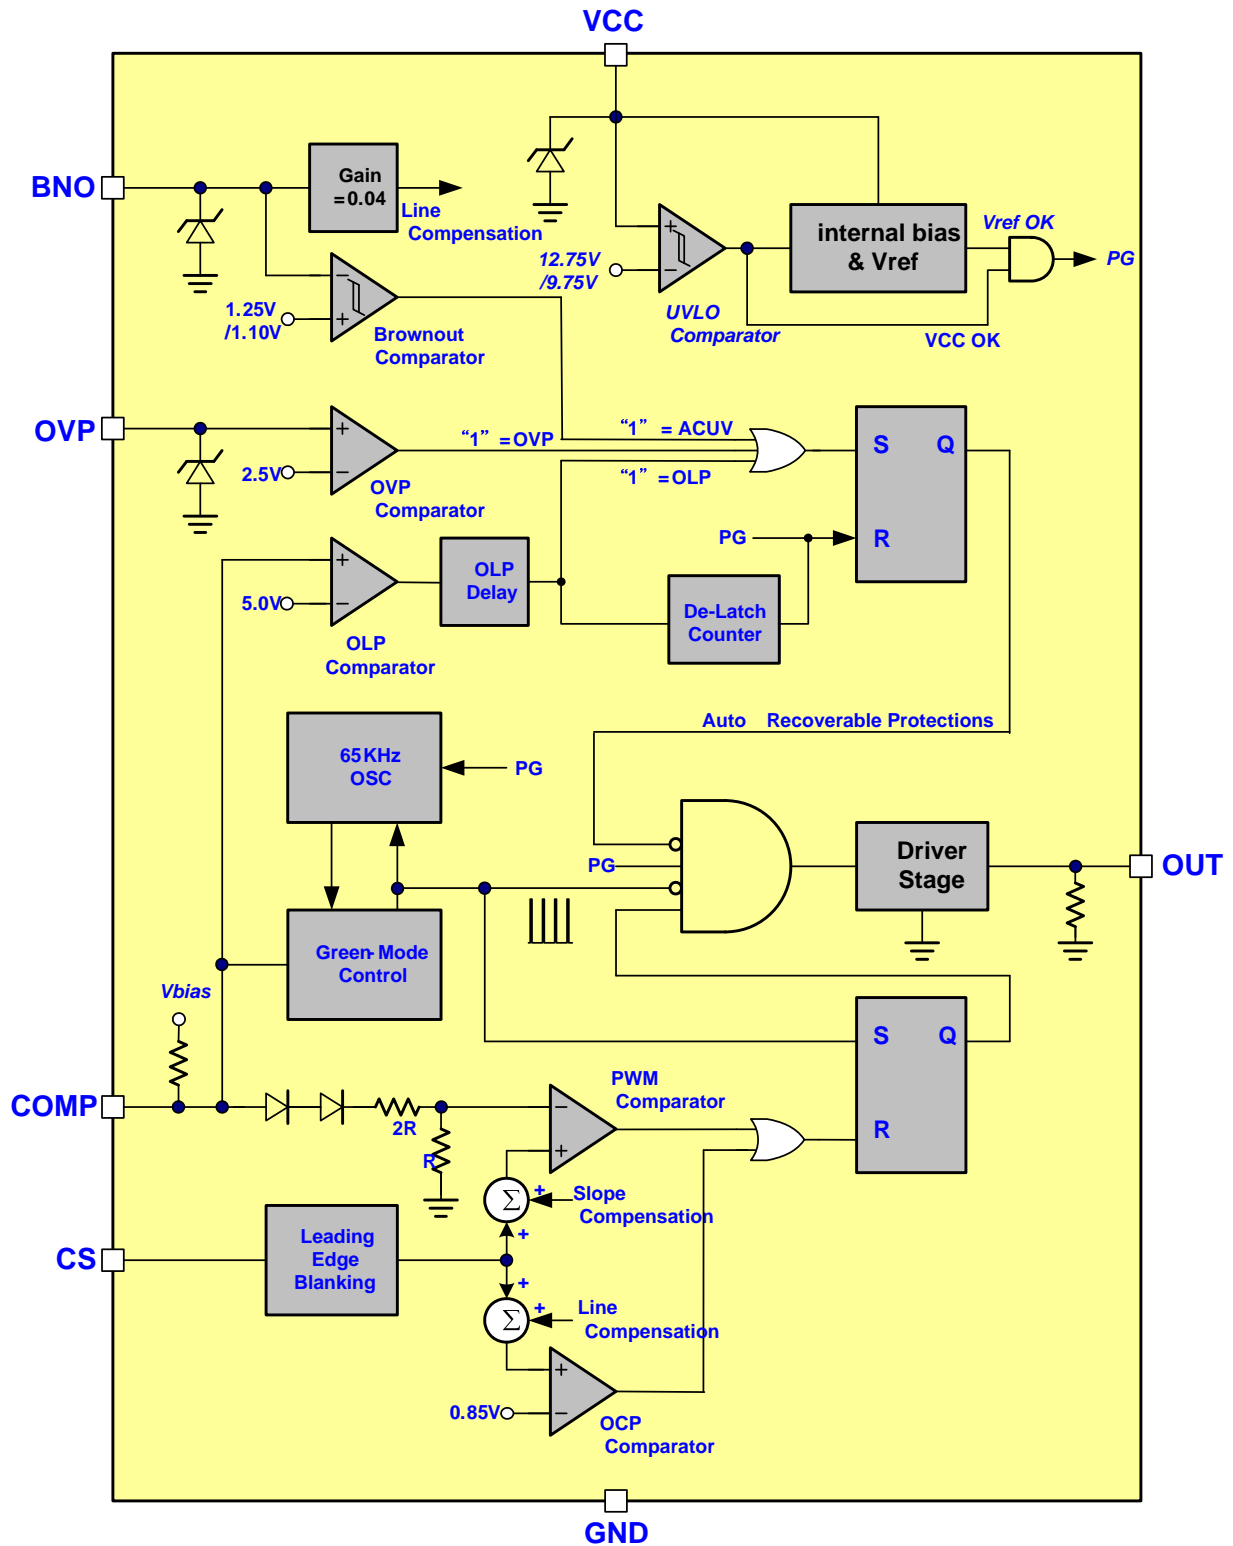 VCC
BNO
Gain
=0.04
Line
Compensation
12.75V
/9.75V
+
−
UVLO
Comparator
internal bias
& Vref
Vref OK
PG
VCC OK
1.25V
/1.10V
−
+
Brownout
Comparator
OVP
2.5V
+
−
OVP
Comparator
“1” =OVP
“1” =ACUV
“1” =OLP
S
Q
R
PG
De-Latch
Counter
5.0V
+
−
OLP
Comparator
OLP
Delay
Auto Recoverable Protections
65KHz
OSC
PG
PG
Driver
Stage
OUT
Green-Mode
Control
Vbias
COMP
2R
R
−
+
PWM
Comparator
S
Q
R
Σ
+
Slope
Compensation
+
CS
Leading
Edge
Blanking
+
Σ
+
Line
Compensation
0.85V
+
−
OCP
Comparator
GND